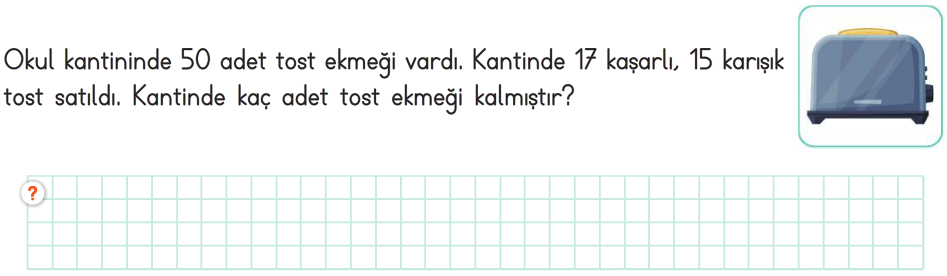 Okul kantininde 50 adet tost ekmeği vardı. Kantinde 17 kaşarlı, 15 karışık
tost satıldı. Kantinde kaç adet tost ekmeği kalmıştır?
?